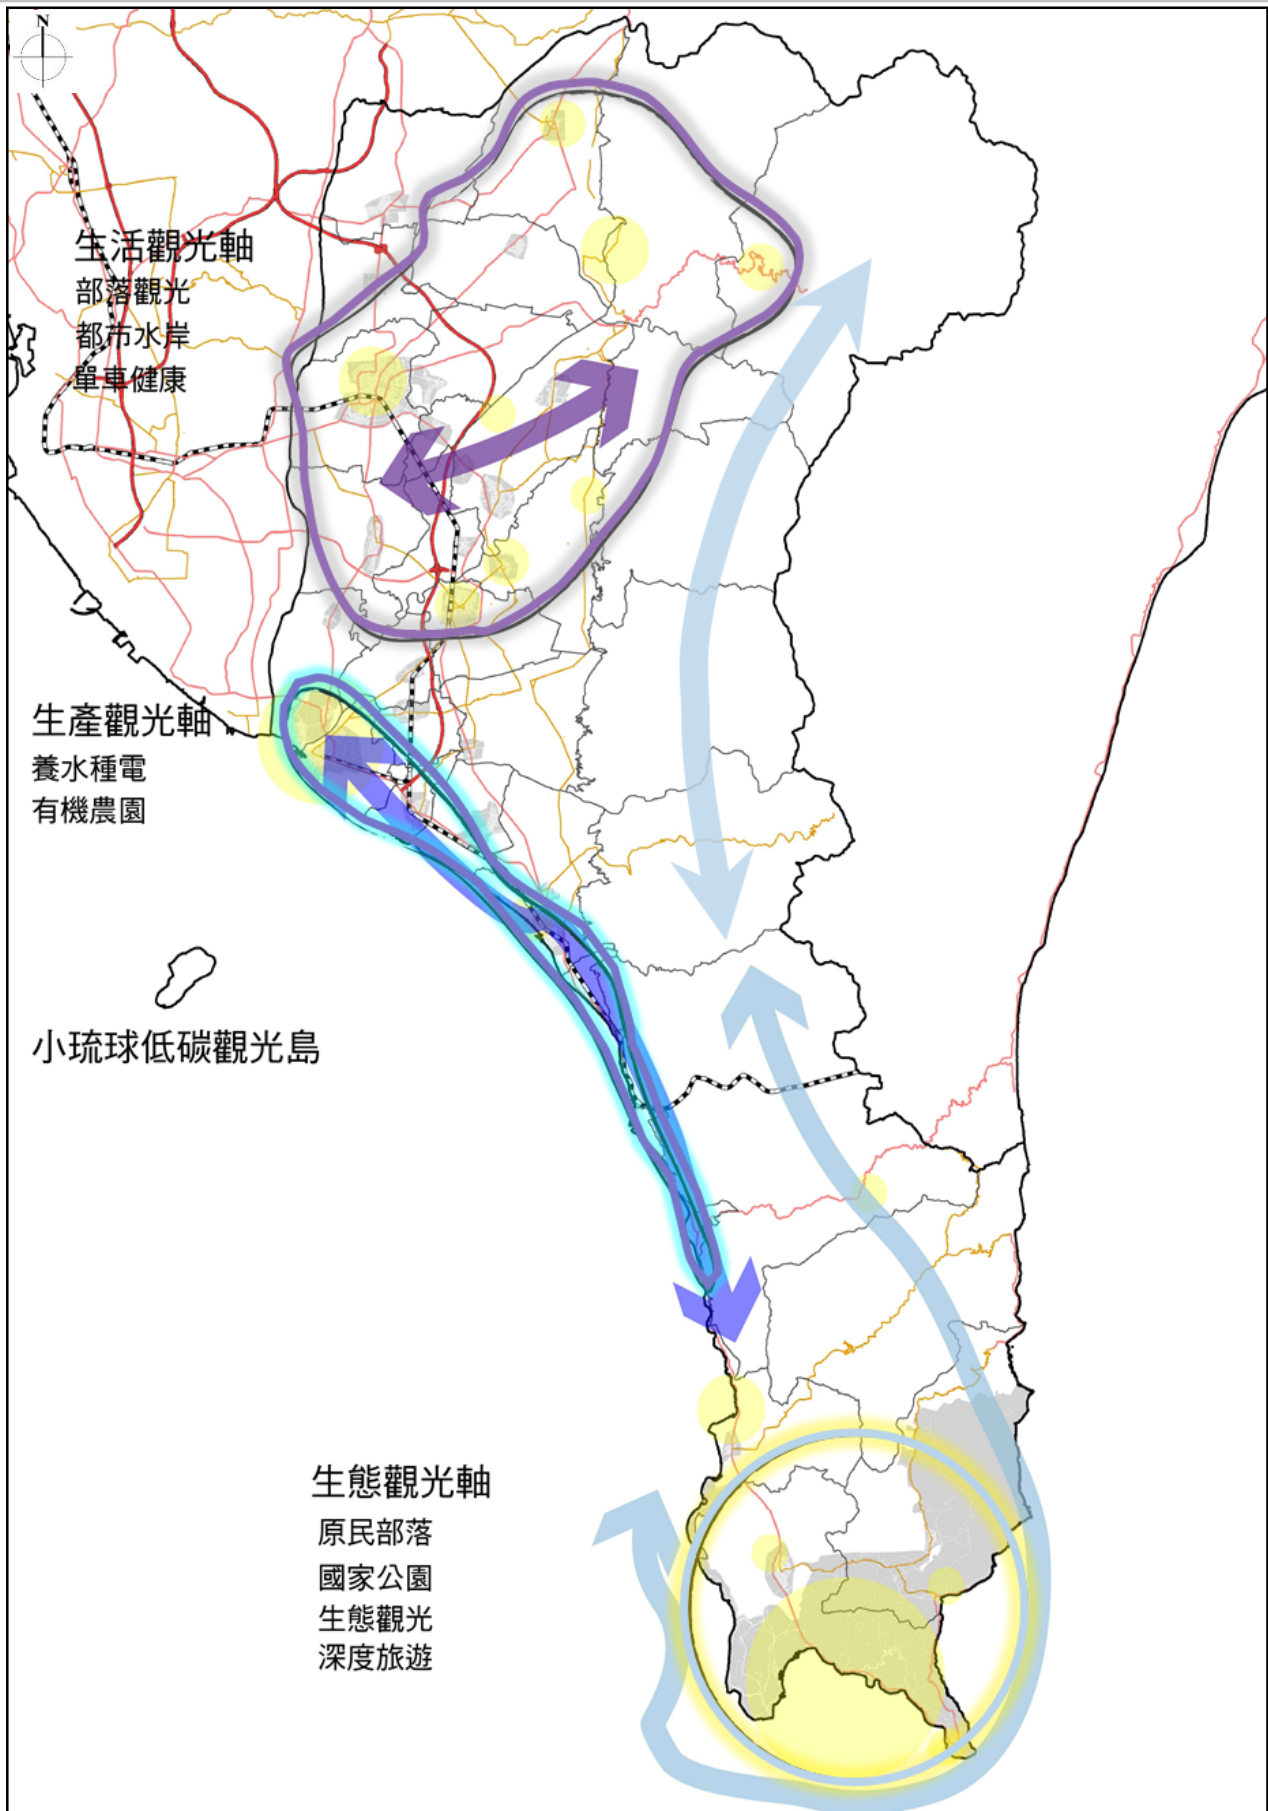 N
生活觀光軸
部落觀光
都市水岸
單車健康
生產觀光軸
養水種電
有機農園
小琉球低碳觀光島
生態觀光軸
原民部落
國家公園
生態觀光
深度旅遊